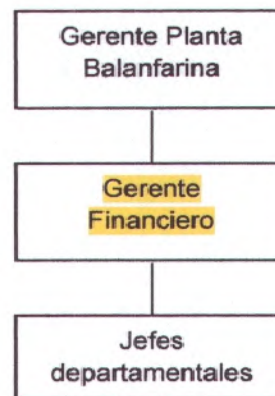 Gerente Planta
Balanfarina
Gerente
Financiero
Jefes
departamentales